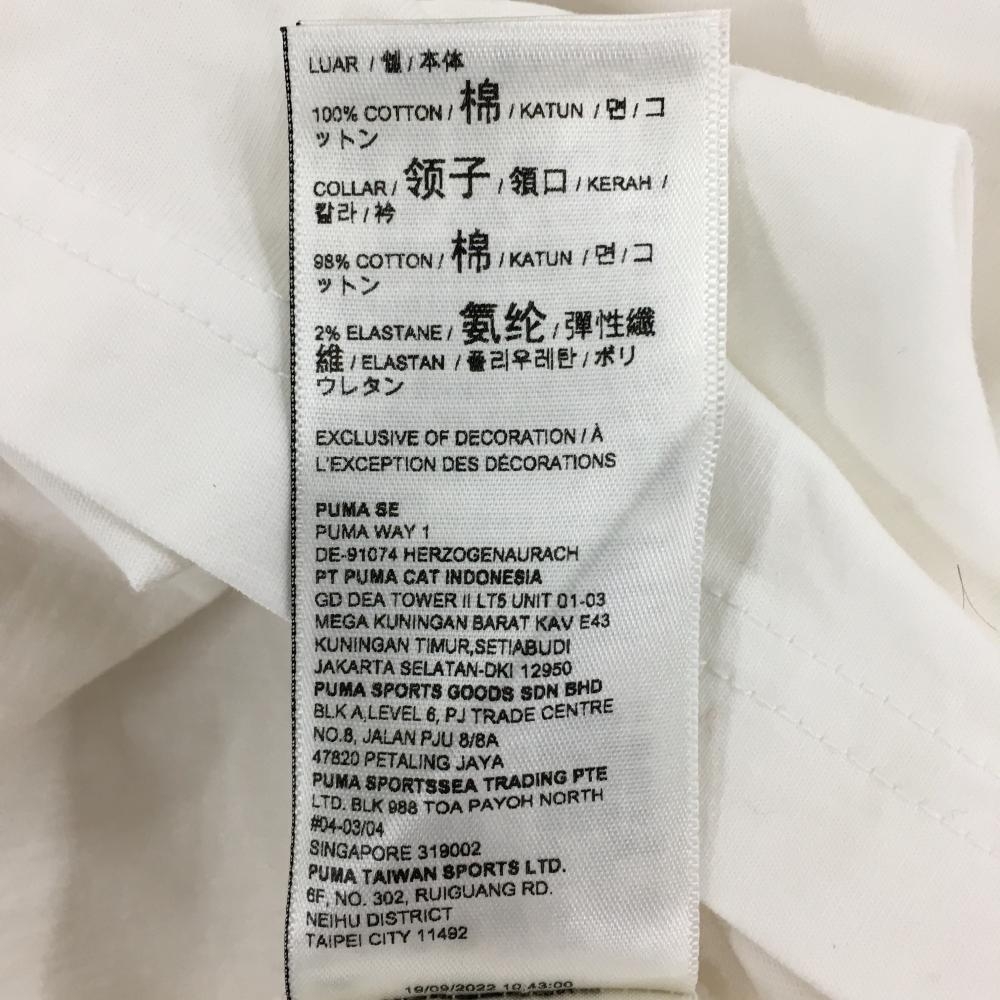 LUAR / 겉 / 本体
100% COTTON / 棉 / KATUN / 면 / コ
ットン
COLLAR / 领子 / 領口 / KERAH /
칼라 / 衿
98% COTTON / 棉 / KATUN / 면 / コ
ットン
2% ELASTANE / 氨纶 / 彈性纖
維 / ELASTAN / 폴리우레탄 / ポリ
ウレタン
EXCLUSIVE OF DECORATION / À
L'EXCEPTION DES DÉCORATIONS
PUMA SE
PUMA WAY 1
DE-91074 HERZOGENAURACH
PT PUMA CAT INDONESIA
GD DEA TOWER II LT5 UNIT 01-03
MEGA KUNINGAN BARAT KAV E43
KUNINGAN TIMUR,SETIABUDI
JAKARTA SELATAN-DKI 12950
PUMA SPORTS GOODS SDN BHD
BLK A,LEVEL 6, PJ TRADE CENTRE
NO.8, JALAN PJU 8/8A
47820 PETALING JAYA
PUMA SPORTSSEA TRADING PTE
LTD. BLK 988 TOA PAYOH NORTH
#04-03/04
SINGAPORE 319002
PUMA TAIWAN SPORTS LTD.
6F, NO. 302, RUIGUANG RD.
NEIHU DISTRICT
TAIPEI CITY 11492
19/09/2022 10:43:00